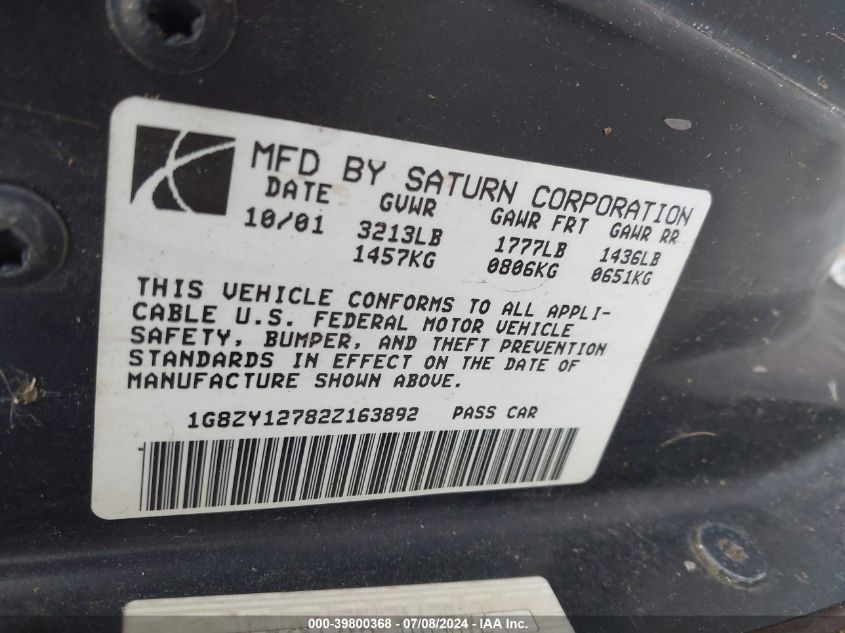 MFD BY SATURN CORPORATION
DATE GVWR GAWR FRT GAWR RR
10/01 3213LB 1777LB 1436LB
1457KG 0806KG 0651KG
THIS VEHICLE CONFORMS TO ALL APPLI-
CABLE U.S. FEDERAL MOTOR VEHICLE
SAFETY, BUMPER, AND THEFT PREVENTION
STANDARDS IN EFFECT ON THE DATE OF
MANUFACTURE SHOWN ABOVE.
1G8ZY12782Z163892 PASS CAR
000-39800368 - 07/08/2024 - IAA Inc.